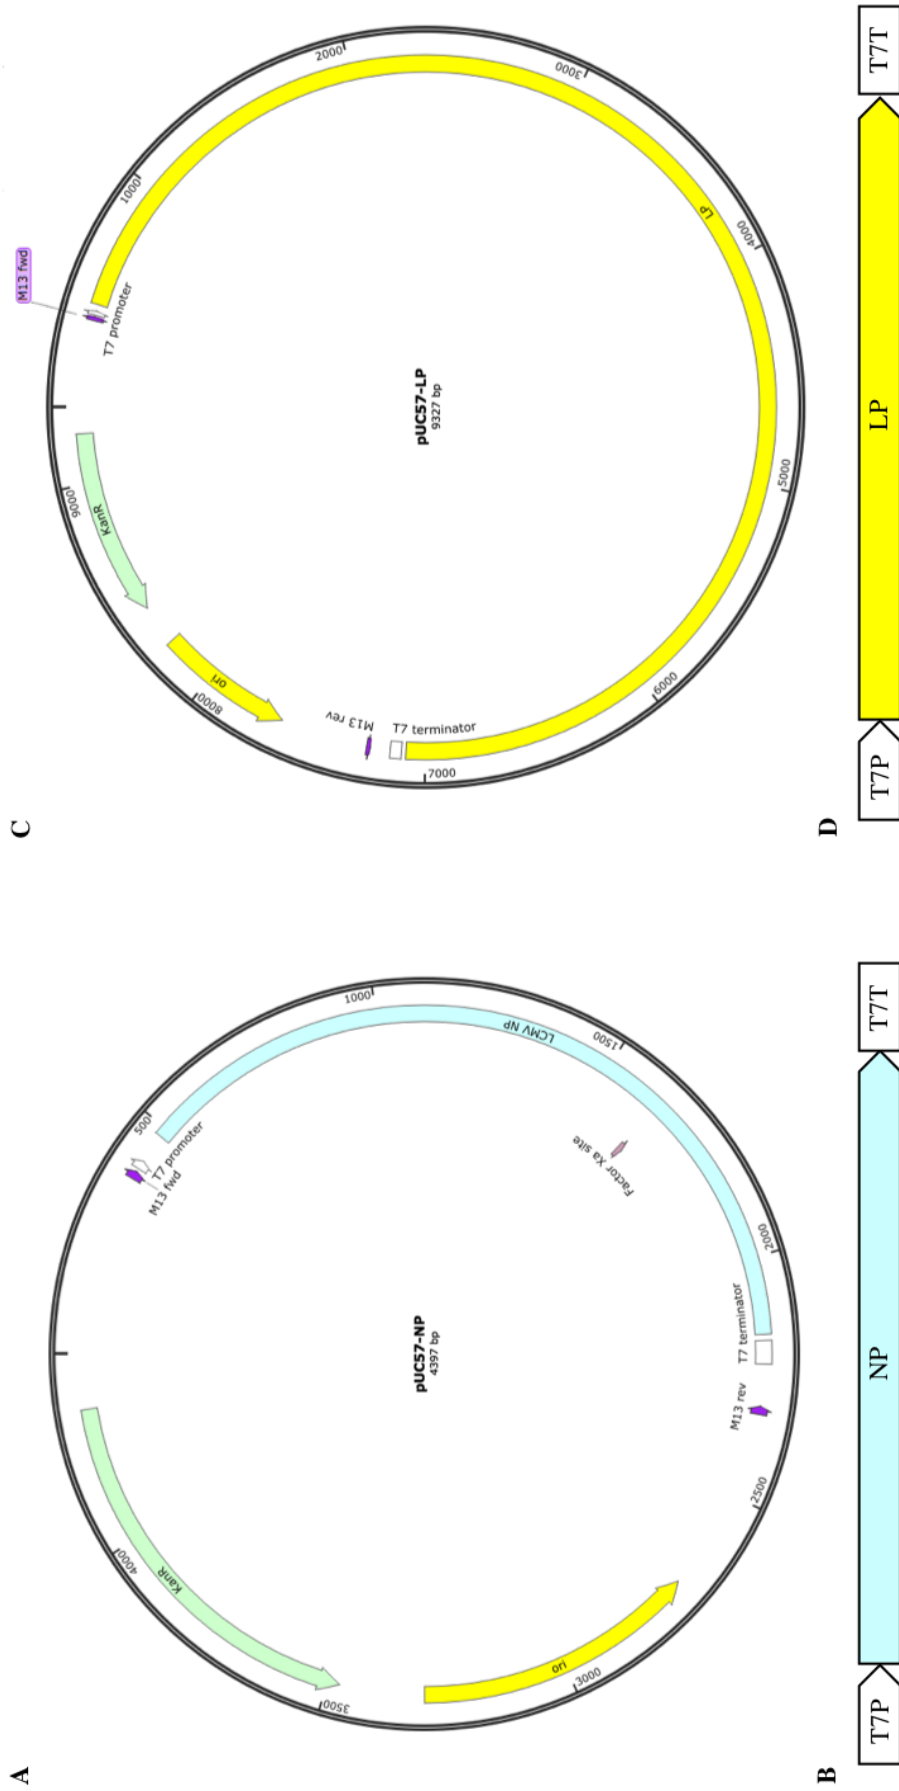 A
pUC57-NP
4397 bp
500
1000
1500
2000
2500
3000
3500
4000
M13 fwd
T7 promoter
LCMV NP
Factor Xa site
T7 terminator
M13 rev
ori
KanR
B
T7P
NP
T7T
C
pUC57-LP
9327 bp
1000
2000
3000
4000
5000
6000
7000
8000
9000
M13 fwd
T7 promoter
LP
T7 terminator
M13 rev
ori
KanR
D
T7P
LP
T7T